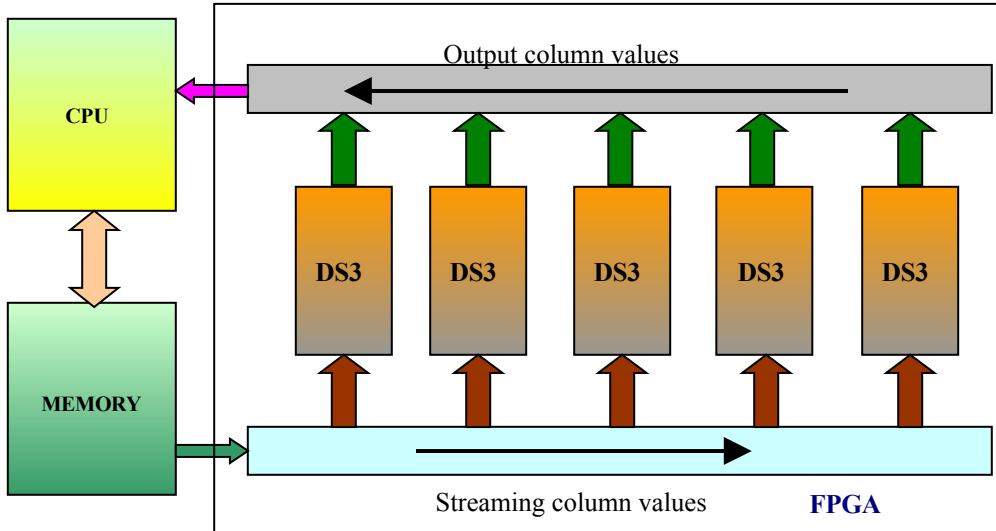 Output column values
CPU
DS3
DS3
DS3
DS3
DS3
MEMORY
Streaming column values
FPGA